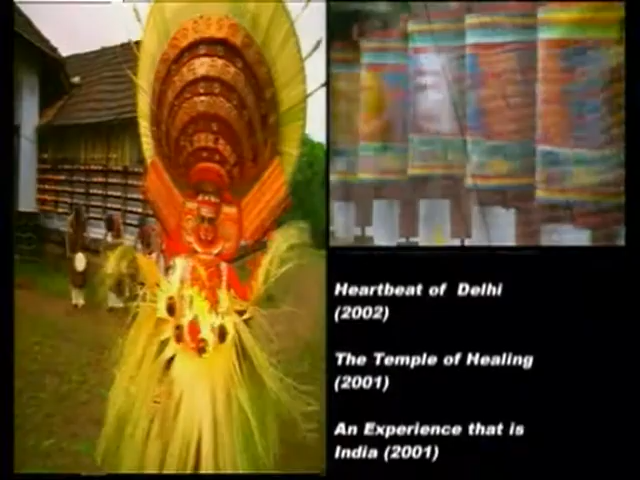 Heartbeat of Delhi
(2002)
The Temple of Healing
(2001)
An Experience that is
India (2001)